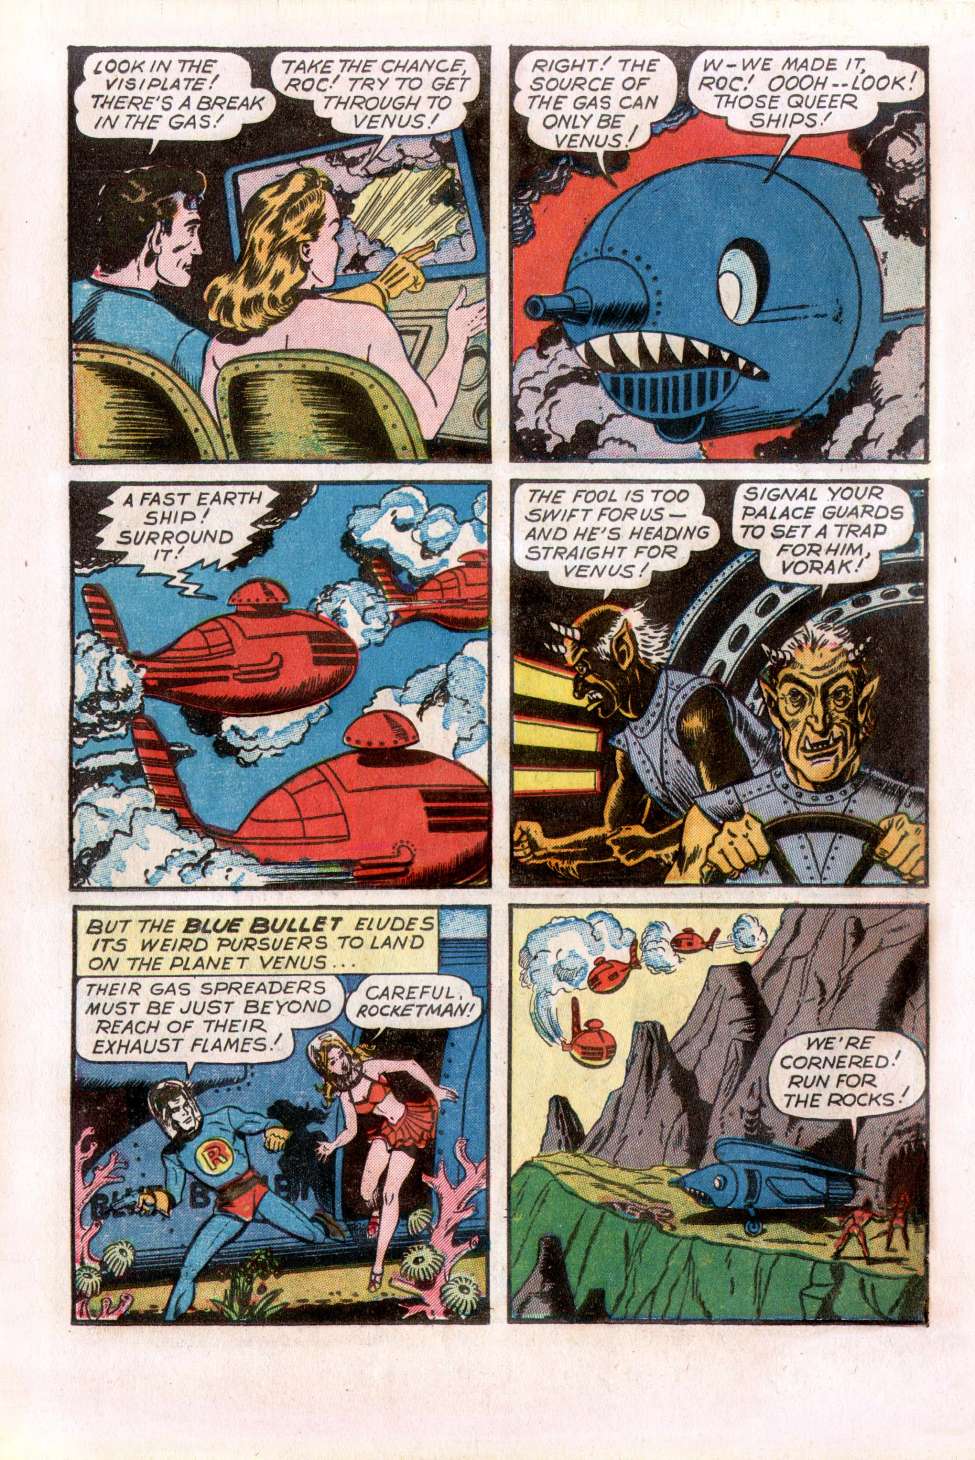 LOOK IN THE
VISIPLATE!
THERE'S A BREAK
IN THE GAS!
TAKE THE CHANCE,
ROC! TRY TO GET
THROUGH TO
VENUS!
RIGHT! THE
SOURCE OF
THE GAS CAN
ONLY BE
VENUS!
W-WE MADE IT,
ROC! OOOH--LOOK!
THOSE QUEER
SHIPS!
A FAST EARTH
SHIP!
SURROUND
IT!
THE FOOL IS TOO
SWIFT FOR US—
AND HE'S HEADING
STRAIGHT FOR
VENUS!
SIGNAL YOUR
PALACE GUARDS
TO SET A TRAP
FOR HIM,
VORAK!
BUT THE BLUE BULLET ELUDES
ITS WEIRD PURSUERS TO LAND
ON THE PLANET VENUS...
THEIR GAS SPREADERS
MUST BE JUST BEYOND
REACH OF THEIR
EXHAUST FLAMES!
CAREFUL,
ROCKETMAN!
R
WE'RE
CORNERED!
RUN FOR
THE ROCKS!